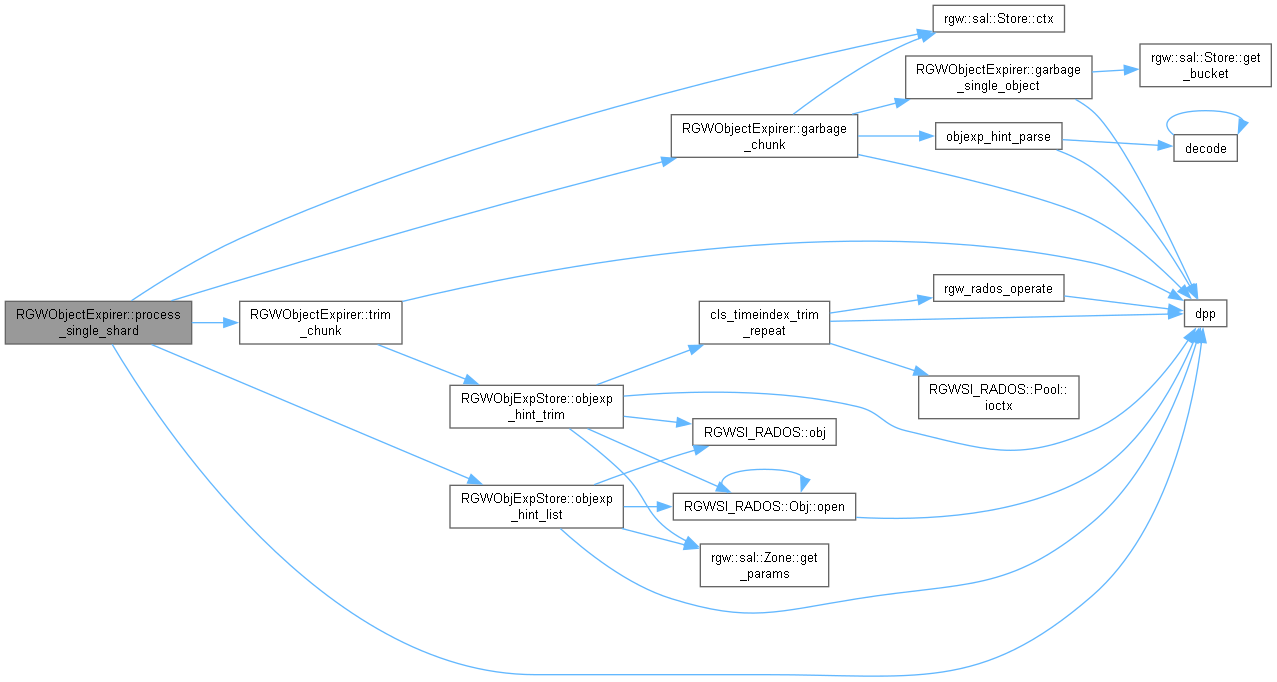 rgw::sal::Store::ctx
rgw::sal::Store::get
_bucket
RGWObjectExpirer::garbage
_single_object
RGWObjectExpirer::garbage
_chunk
objexp_hint_parse
decode
RGWObjectExpirer::process
_single_shard
RGWObjectExpirer::trim
_chunk
cls_timeindex_trim
_repeat
rgw_rados_operate
dpp
RGWSI_RADOS::Pool::
ioctx
RGWObjExpStore::objexp
_hint_trim
RGWSI_RADOS::obj
RGWObjExpStore::objexp
_hint_list
RGWSI_RADOS::Obj::open
rgw::sal::Zone::get
_params